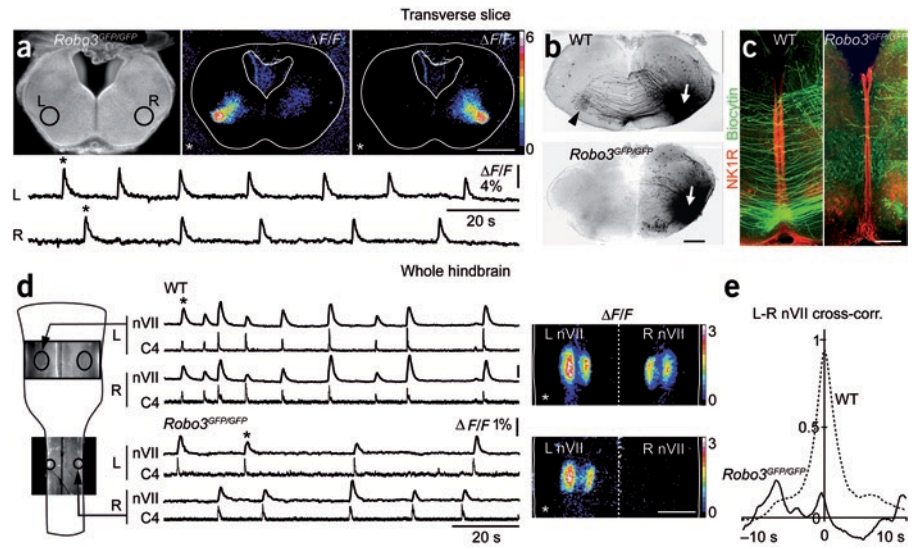 Transverse slice
a
Robo3GFP/GFP
ΔF/F
ΔF/F
6
0
L
R
*
*
*
L
ΔF/F
4%
*
R
20 s
b
WT
Robo3GFP/GFP
c
WT
Robo3GFP/GFP
NK1R Biocytin
Whole hindbrain
d
WT
*
nVII
L
C4
nVII
R
C4
Robo3GFP/GFP
ΔF/F 1%
*
nVII
L
C4
nVII
R
C4
20 s
ΔF/F
L nVII
R nVII
3
0
*
L nVII
R nVII
3
0
*
e
L-R nVII cross-corr.
1
WT
0.5
Robo3GFP/GFP
0
–10 s
0
10 s